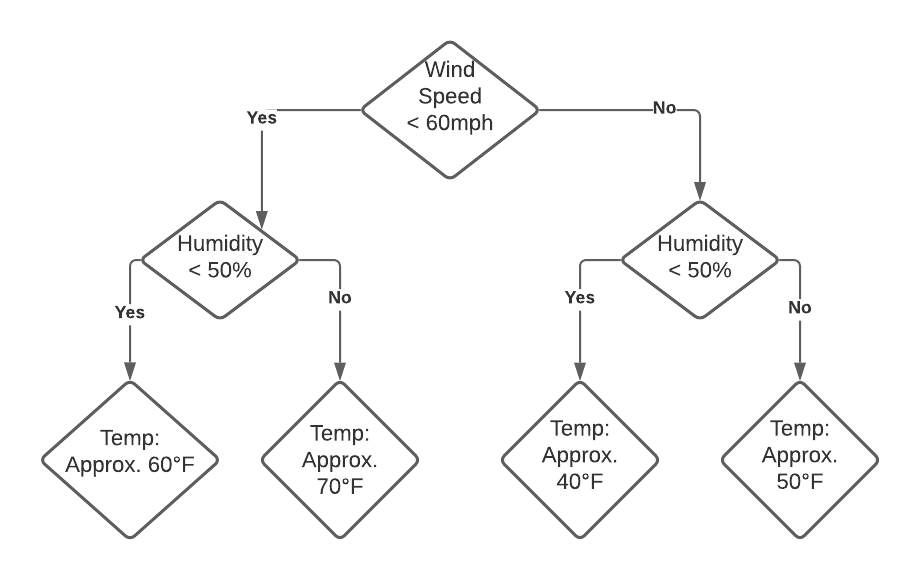 Wind
Speed
< 60mph
Yes
No
Humidity
< 50%
Humidity
< 50%
Yes
No
Yes
No
Temp:
Approx. 60°F
Temp:
Approx.
70°F
Temp:
Approx.
40°F
Temp:
Approx.
50°F